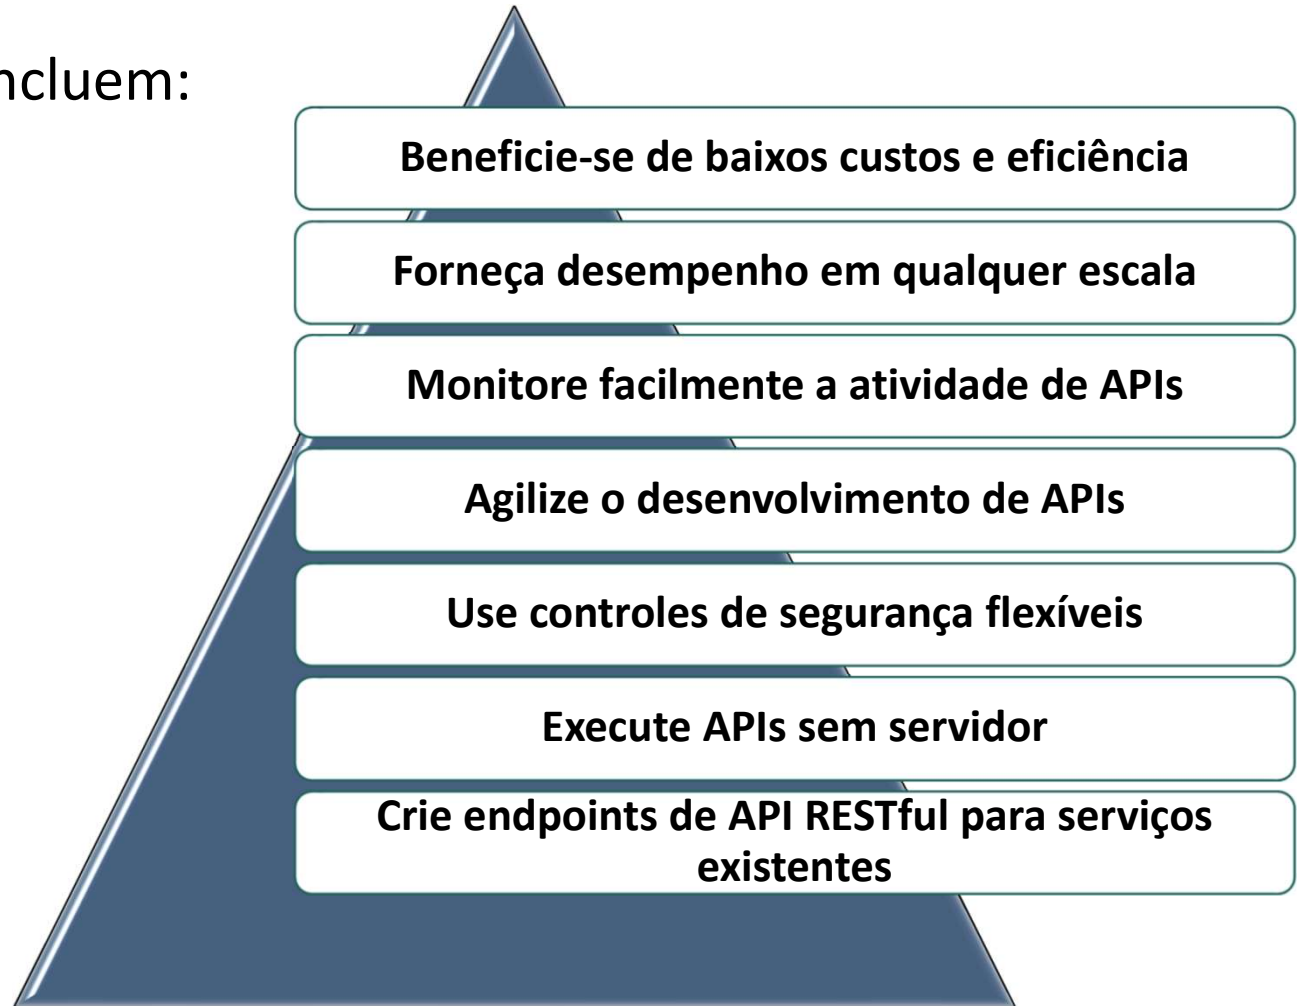 ncluem:
Beneficie-se de baixos custos e eficiência
Forneça desempenho em qualquer escala
Monitore facilmente a atividade de APIs
Agilize o desenvolvimento de APIs
Use controles de segurança flexíveis
Execute APIs sem servidor
Crie endpoints de API RESTful para serviços
existentes